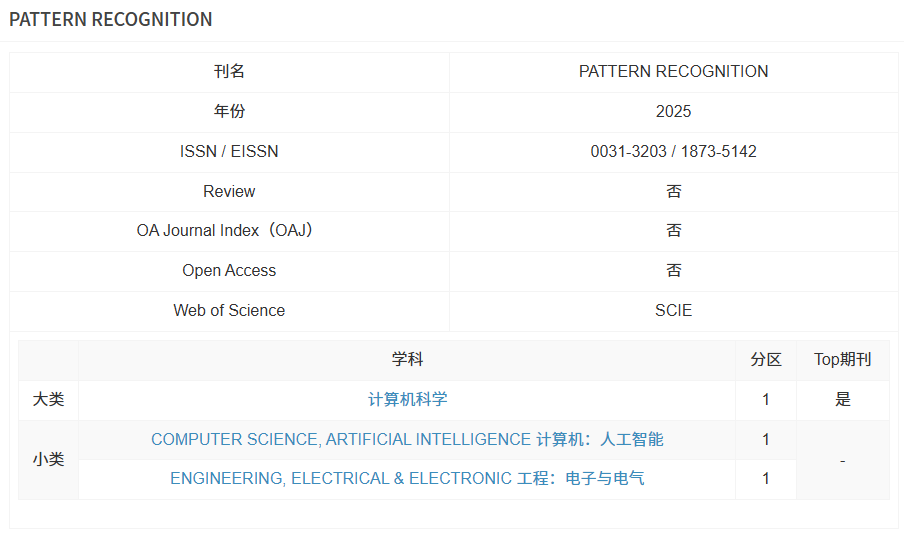 PATTERN RECOGNITION
刊名 PATTERN RECOGNITION
年份 2025
ISSN / EISSN 0031-3203 / 1873-5142
Review 否
OA Journal Index（OAJ） 否
Open Access 否
Web of Science SCIE
学科 分区 Top期刊
大类 计算机科学 1 是
小类 COMPUTER SCIENCE, ARTIFICIAL INTELLIGENCE 计算机：人工智能 1 -
ENGINEERING, ELECTRICAL & ELECTRONIC 工程：电子与电气 1